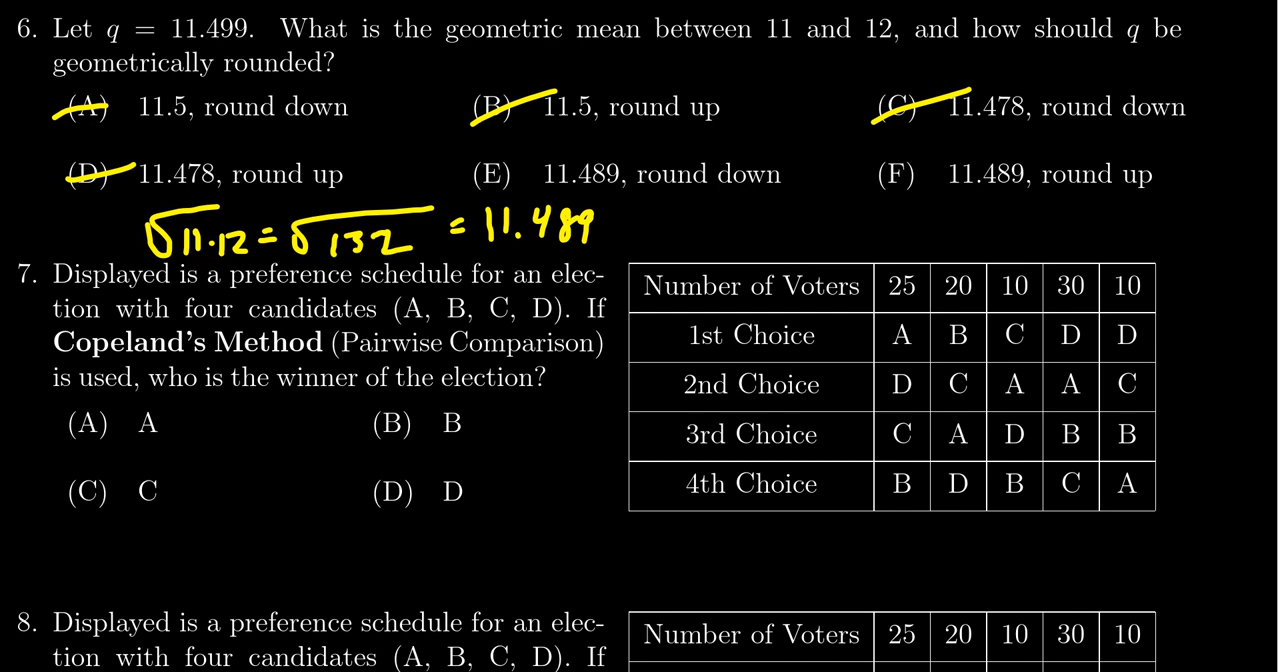 6. Let q = 11.499. What is the geometric mean between 11 and 12, and how should q be
geometrically rounded?
(A) 11.5, round down (B) 11.5, round up (C) 11.478, round down
(D) 11.478, round up (E) 11.489, round down (F) 11.489, round up
√11·12 = √132 = 11.489
7. Displayed is a preference schedule for an elec-
tion with four candidates (A, B, C, D). If
Copeland's Method (Pairwise Comparison)
is used, who is the winner of the election?
(A) A (B) B
(C) C (D) D
Number of Voters 25 20 10 30 10
1st Choice A B C D D
2nd Choice D C A A C
3rd Choice C A D B B
4th Choice B D B C A
8. Displayed is a preference schedule for an elec-
tion with four candidates (A, B, C, D). If
Number of Voters 25 20 10 30 10